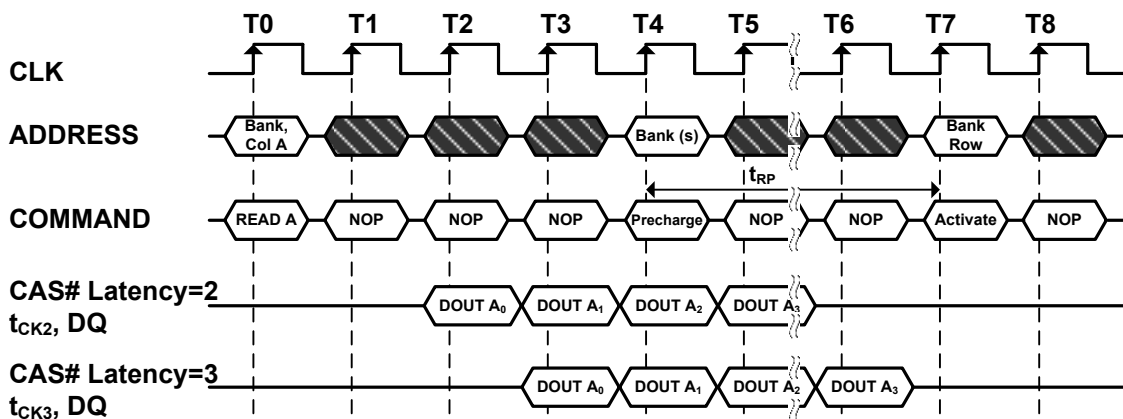 T0 T1 T2 T3 T4 T5 T6 T7 T8
CLK
ADDRESS
Bank,
Col A
Bank (s)
Bank
Row
tRP
COMMAND
READ A NOP NOP NOP Precharge NOP NOP Activate NOP
CAS# Latency=2
tCK2, DQ
DOUT A0 DOUT A1 DOUT A2 DOUT A3
CAS# Latency=3
tCK3, DQ
DOUT A0 DOUT A1 DOUT A2 DOUT A3